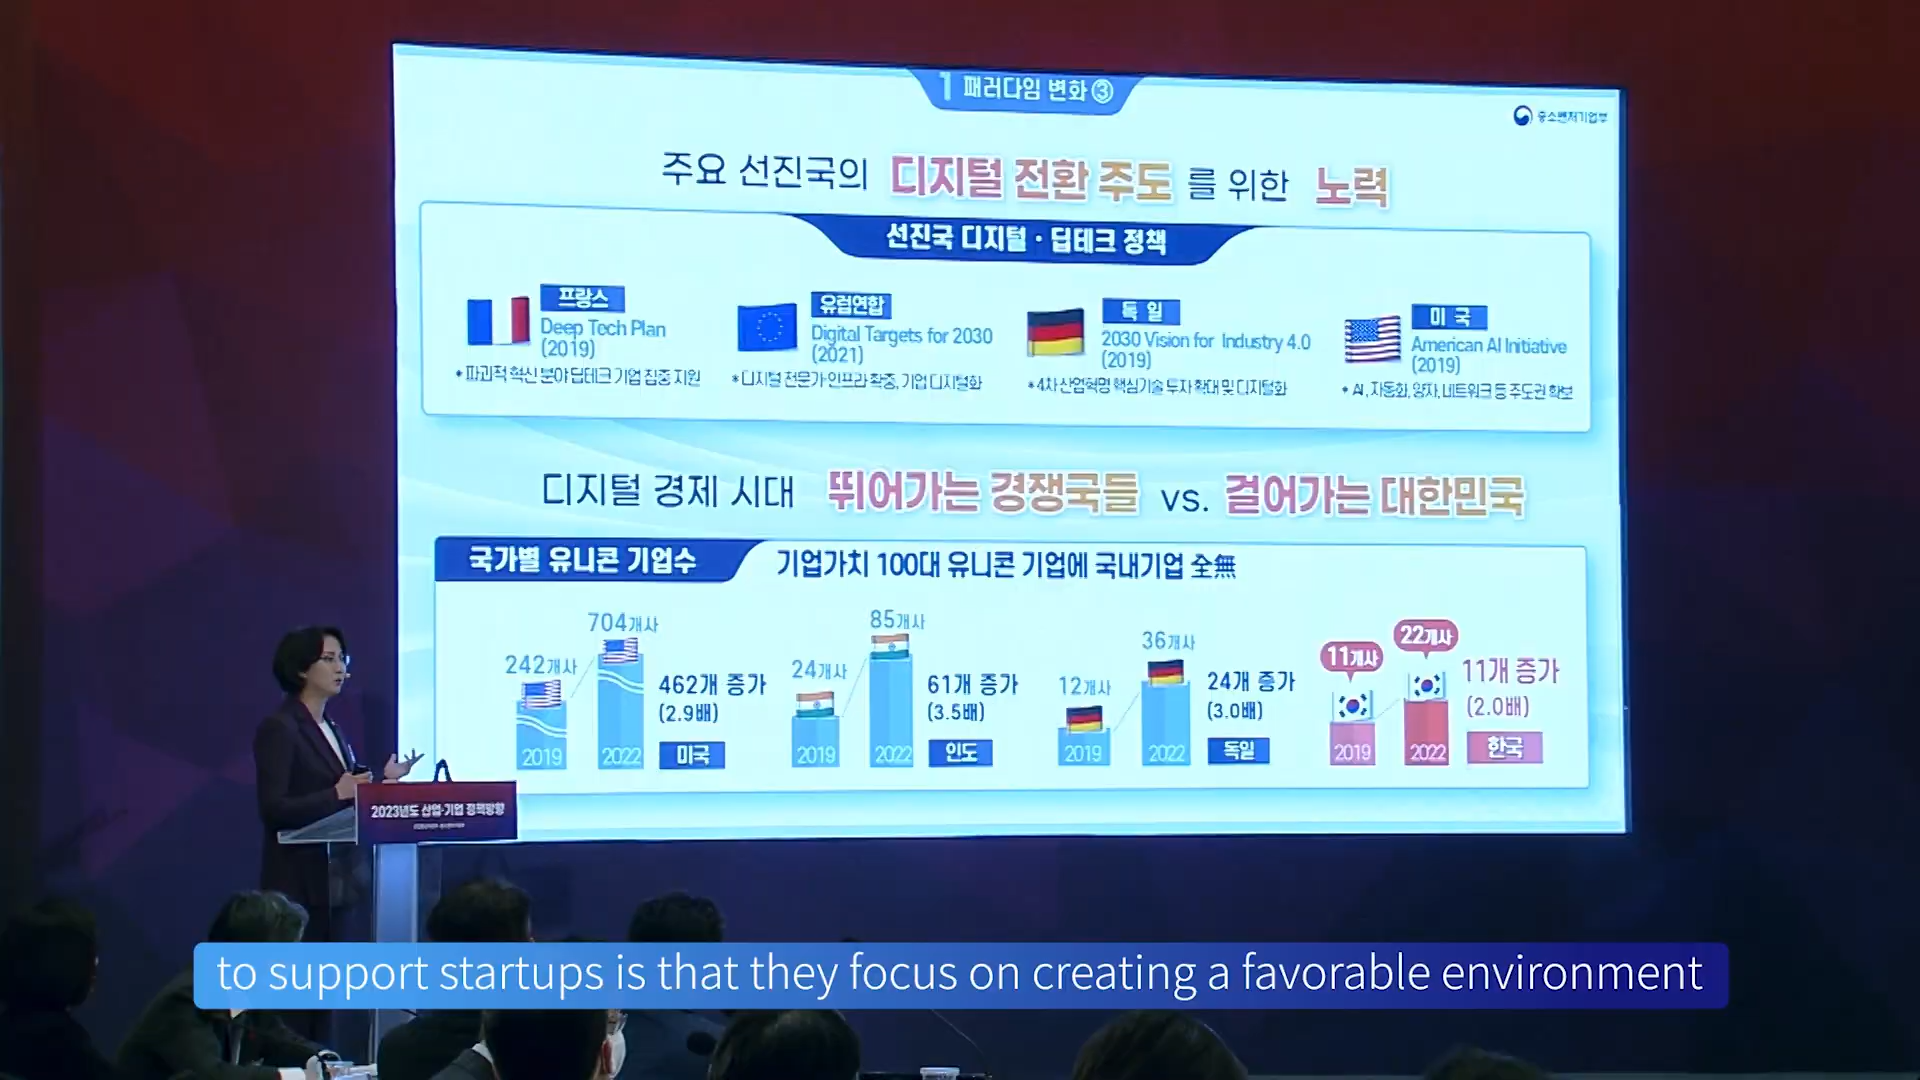 1 패러다임 변화 ③
중소벤처기업부
주요 선진국의 디지털 전환 주도를 위한 노력
선진국 디지털·딥테크 정책
프랑스
Deep Tech Plan
(2019)
* 파괴적 혁신 분야 딥테크 기업 집중 지원
유럽연합
Digital Targets for 2030
(2021)
* 디지털 전문가·인프라 확충, 기업 디지털화
독 일
2030 Vision for Industry 4.0
(2019)
* 4차 산업혁명 핵심기술 투자 확대 및 디지털화
미 국
American AI Initiative
(2019)
* AI, 자동화, 양자, 네트워크 등 주도권 확보
디지털 경제 시대 뛰어가는 경쟁국들 vs. 걸어가는 대한민국
국가별 유니콘 기업수
기업가치 100대 유니콘 기업에 국내기업 全無
242개사
704개사
462개 증가
(2.9배)
2019
2022
미국
24개사
85개사
61개 증가
(3.5배)
2019
2022
인도
12개사
36개사
24개 증가
(3.0배)
2019
2022
독일
11개사
22개사
11개 증가
(2.0배)
2019
2022
한국
2023년도 산업·기업 정책방향
to support startups is that they focus on creating a favorable environment